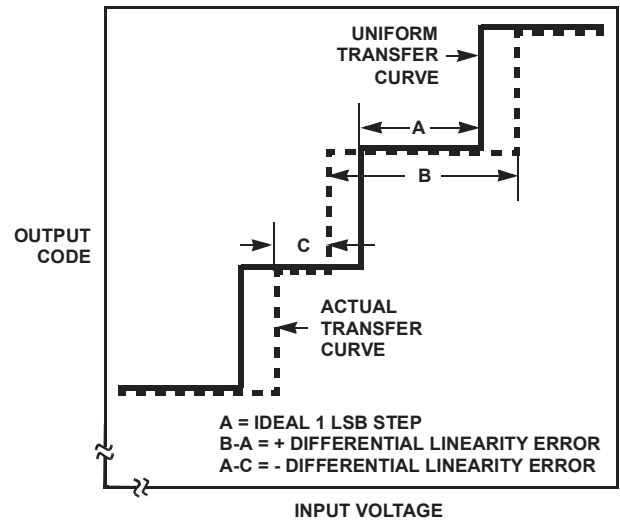 UNIFORM
TRANSFER
CURVE
A
B
OUTPUT
CODE
C
ACTUAL
TRANSFER
CURVE
A = IDEAL 1 LSB STEP
B-A = + DIFFERENTIAL LINEARITY ERROR
A-C = - DIFFERENTIAL LINEARITY ERROR
INPUT VOLTAGE